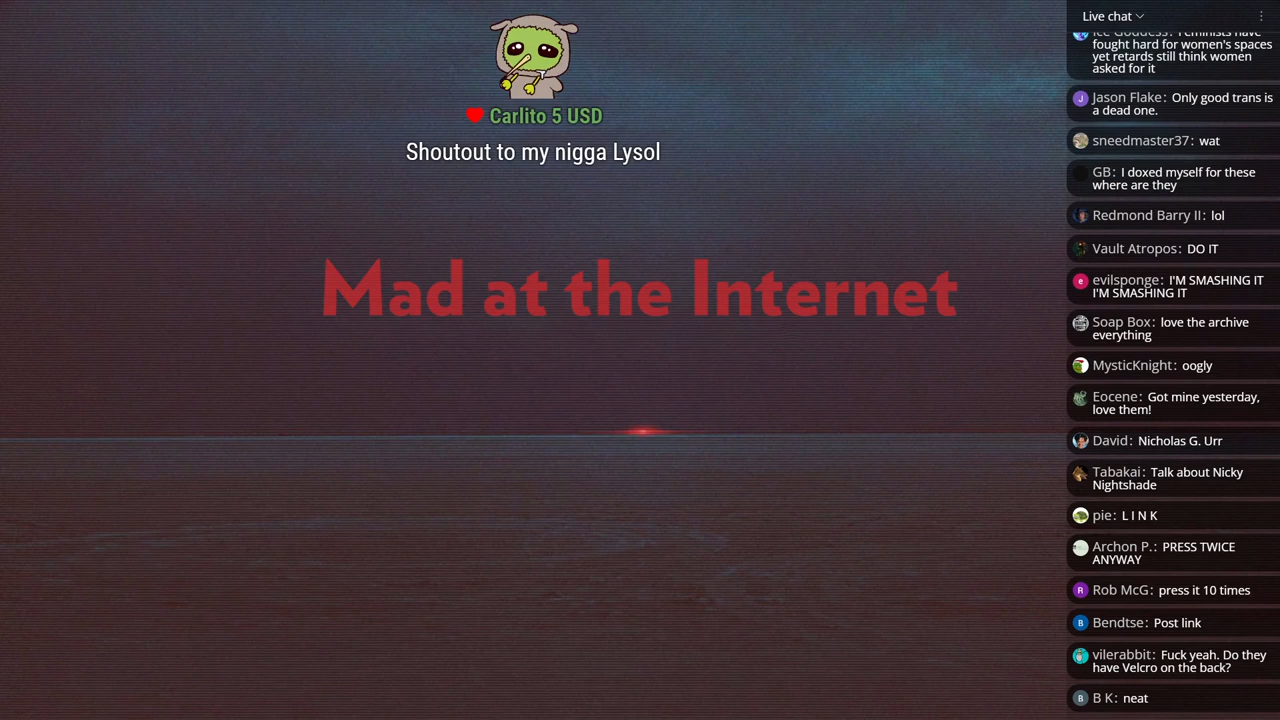 Live chat
Carlito 5 USD
Shoutout to my nigga Lysol
Mad at the Internet
Ice Goddess: Feminists have
fought hard for women's spaces
yet retards still think women
asked for it
Jason Flake: Only good trans is
a dead one.
sneedmaster37: wat
GB: I doxed myself for these
where are they
Redmond Barry II: lol
Vault Atropos: DO IT
evilsponge: I'M SMASHING IT
I'M SMASHING IT
Soap Box: love the archive
everything
MysticKnight: oogly
Eocene: Got mine yesterday,
love them!
David: Nicholas G. Urr
Tabakai: Talk about Nicky
Nightshade
pie: L I N K
Archon P.: PRESS TWICE
ANYWAY
Rob McG: press it 10 times
Bendtse: Post link
vilerabbit: Fuck yeah. Do they
have Velcro on the back?
B K: neat